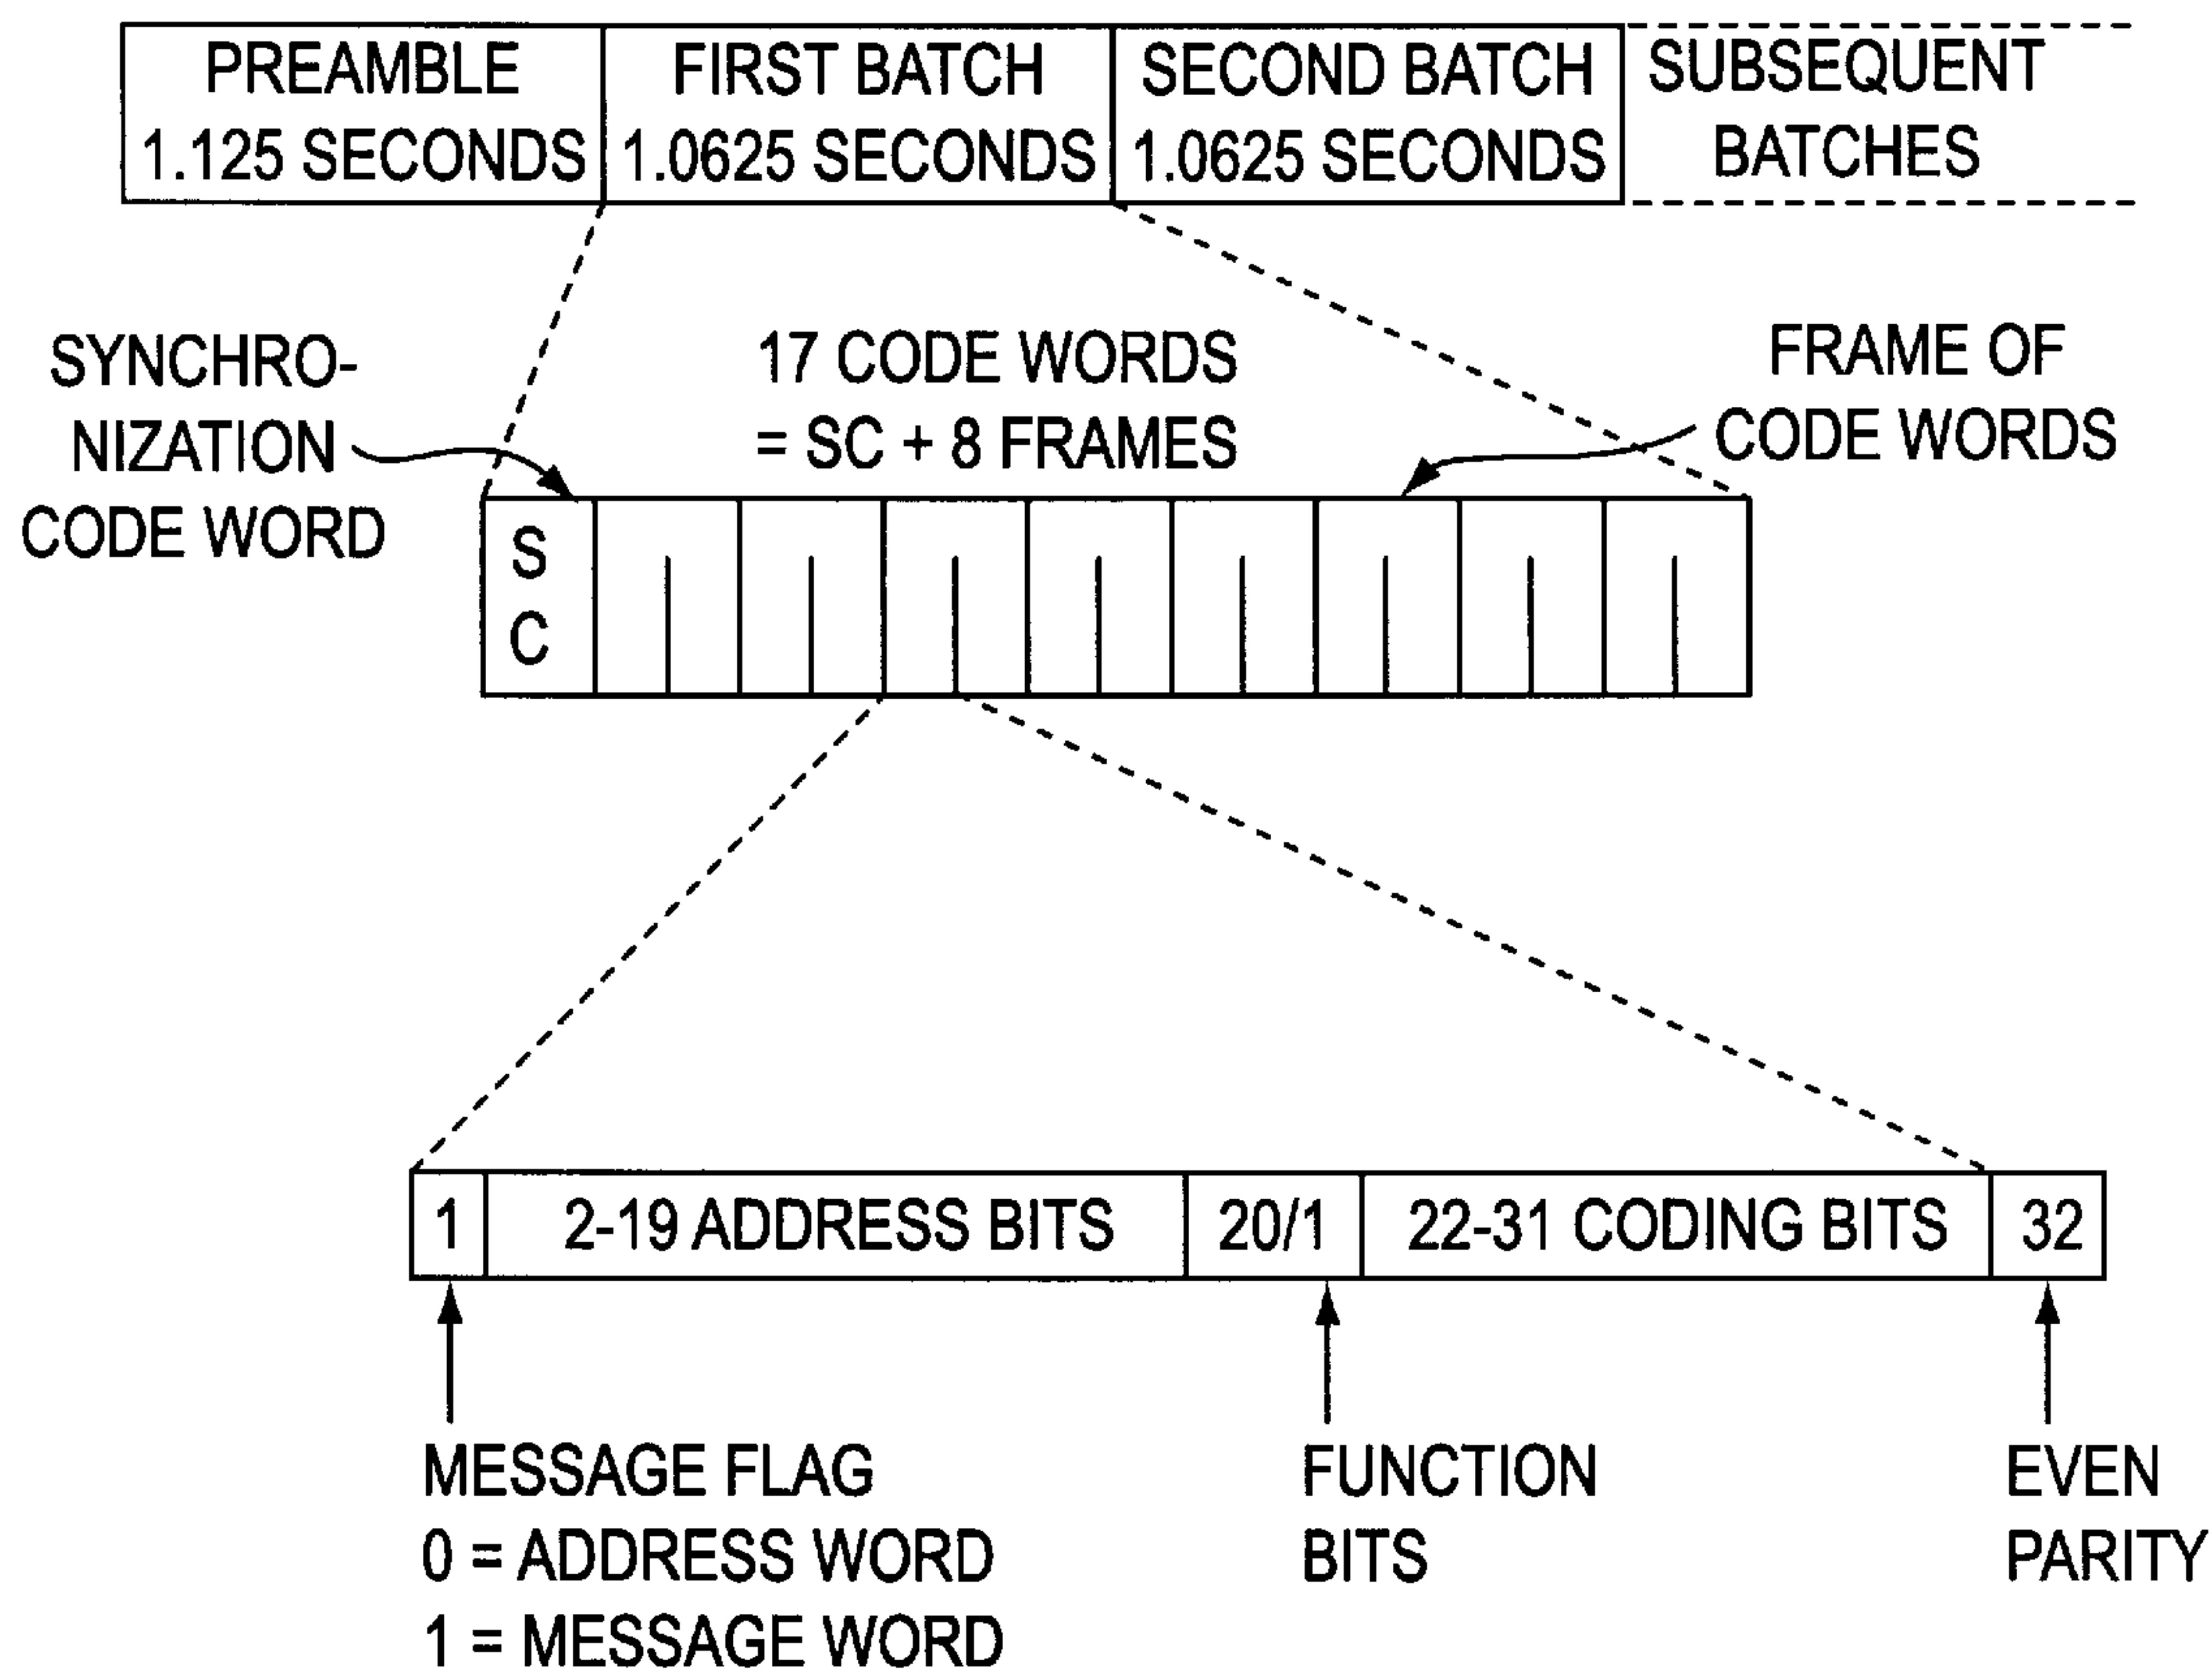 PREAMBLE
1.125 SECONDS
FIRST BATCH
1.0625 SECONDS
SECOND BATCH
1.0625 SECONDS
SUBSEQUENT
BATCHES
SYNCHRO-
NIZATION
CODE WORD
17 CODE WORDS
= SC + 8 FRAMES
FRAME OF
CODE WORDS
S
C
1
2-19 ADDRESS BITS
20/1
22-31 CODING BITS
32
MESSAGE FLAG
0 = ADDRESS WORD
1 = MESSAGE WORD
FUNCTION
BITS
EVEN
PARITY